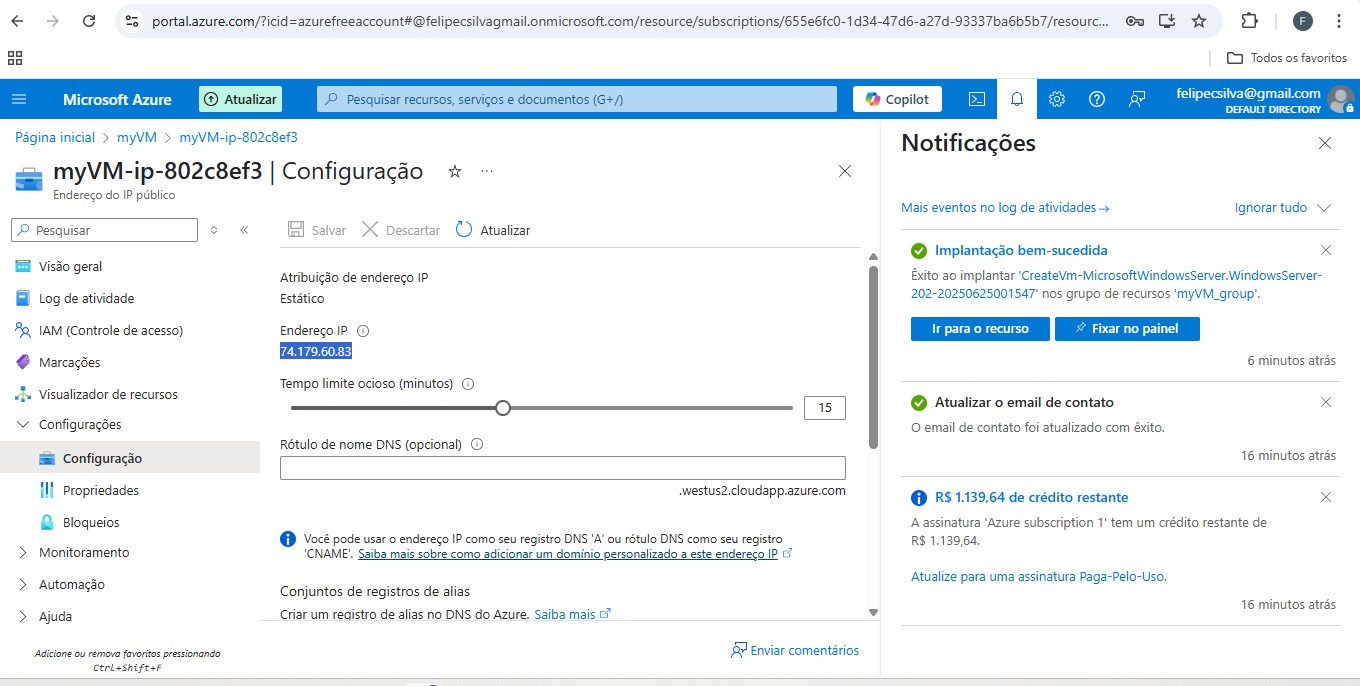 portal.azure.com/?icid=azurefreeaccount#@felipecsilvagmail.onmicrosoft.com/resource/subscriptions/655e6fc0-1d34-47d6-a27d-93337ba6b5b7/resourc...
F
Todos os favoritos
Microsoft Azure
Atualizar
Pesquisar recursos, serviços e documentos (G+/)
Copilot
felipecsilva@gmail.com
DEFAULT DIRECTORY
Página inicial > myVM > myVM-ip-802c8ef3
myVM-ip-802c8ef3 | Configuração
Endereço do IP público
Pesquisar
Visão geral
Log de atividade
IAM (Controle de acesso)
Marcações
Visualizador de recursos
Configurações
Configuração
Propriedades
Bloqueios
Monitoramento
Automação
Ajuda
Adicione ou remova favoritos pressionando
Ctrl+Shift+F
Salvar
Descartar
Atualizar
Atribuição de endereço IP
Estático
Endereço IP
74.179.60.83
Tempo limite ocioso (minutos)
15
Rótulo de nome DNS (opcional)
.westus2.cloudapp.azure.com
Você pode usar o endereço IP como seu registro DNS 'A' ou rótulo DNS como seu registro
'CNAME'. Saiba mais sobre como adicionar um domínio personalizado a este endereço IP
Conjuntos de registros de alias
Criar um registro de alias no DNS do Azure. Saiba mais
Enviar comentários
Notificações
Mais eventos no log de atividades→
Ignorar tudo
Implantação bem-sucedida
Êxito ao implantar 'CreateVm-MicrosoftWindowsServer.WindowsServer-
202-20250625001547' nos grupo de recursos 'myVM_group'.
Ir para o recurso
Fixar no painel
6 minutos atrás
Atualizar o email de contato
O email de contato foi atualizado com êxito.
16 minutos atrás
R$ 1.139,64 de crédito restante
A assinatura 'Azure subscription 1' tem um crédito restante de
R$ 1.139,64.
Atualize para uma assinatura Paga-Pelo-Uso.
16 minutos atrás